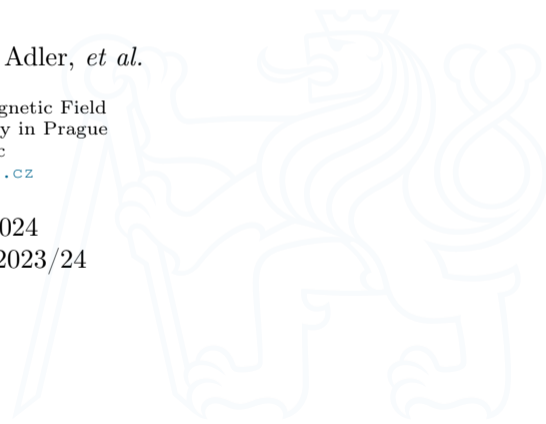 Adler, et al.
gnetic Field
y in Prague
c
.cz
024
2023/24